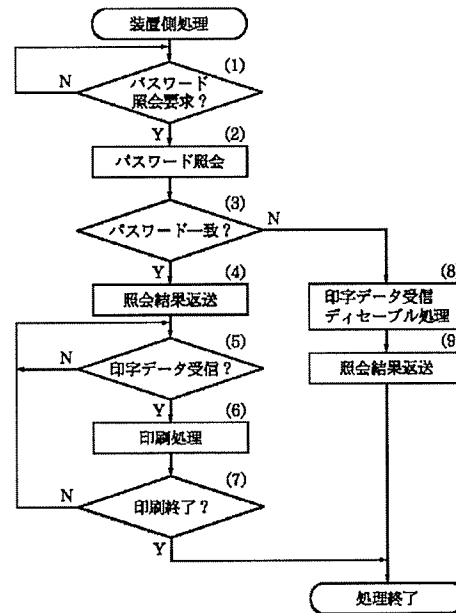 装置側処理
(1)
N
パスワード
照会要求?
Y
(2)
パスワード照会
(3)
N
パスワード一致?
Y
(4)
照会結果返送
(8)
印字データ受信
ディセーブル処理
(5)
N
印字データ受信?
(9)
照会結果返送
Y
(6)
印刷処理
(7)
N
印刷終了?
Y
処理終了